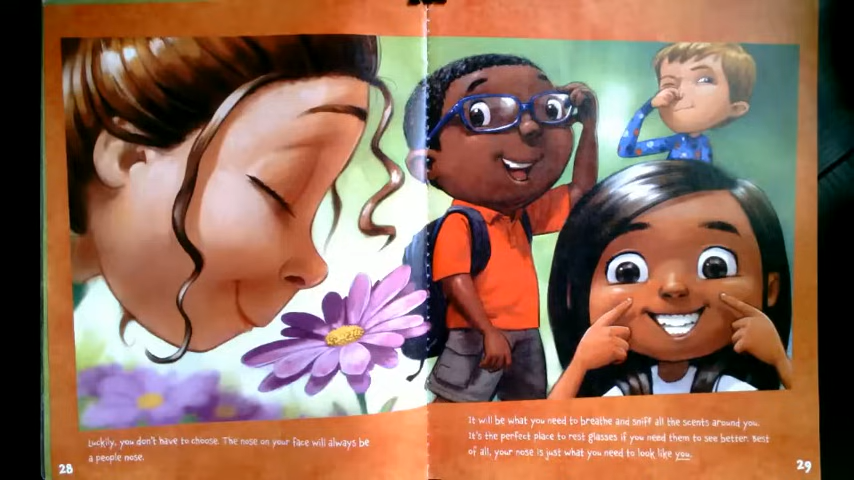 Luckily, you don't have to choose. The nose on your face will always be
a people nose.
28
It will be what you need to breathe and sniff all the scents around you.
It's the perfect place to rest glasses if you need them to see better. Best
of all, your nose is just what you need to look like you.
29